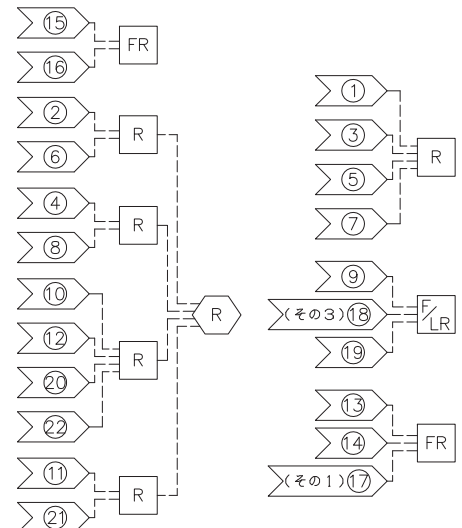 ⑮
FR
⑯
②
R
⑥
④
R
⑧
⑩
⑫
R
⑳
㉒
⑪
R
㉑
R
①
③
R
⑤
⑦
⑨
(その3)⑱
F/LR
⑲
⑬
⑭
FR
(その1)⑰